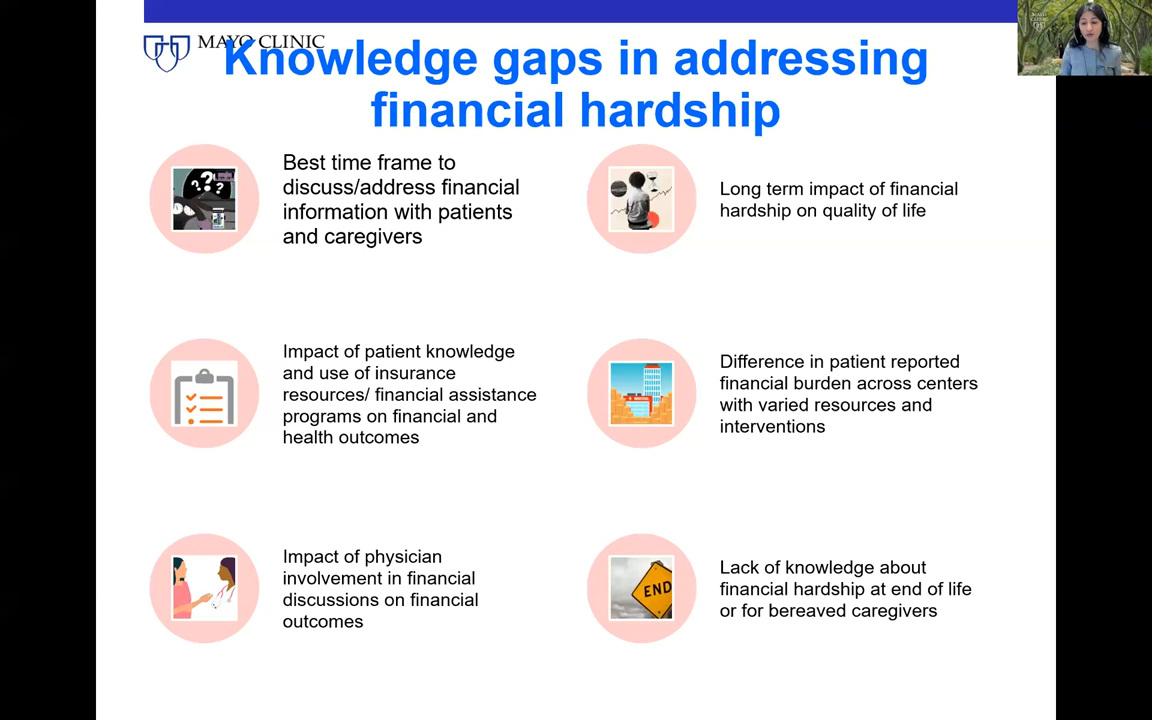 MAYO CLINIC
Knowledge gaps in addressing
financial hardship
Best time frame to
discuss/address financial
information with patients
and caregivers
Long term impact of financial
hardship on quality of life
Impact of patient knowledge
and use of insurance
resources/ financial assistance
programs on financial and
health outcomes
Difference in patient reported
financial burden across centers
with varied resources and
interventions
Impact of physician
involvement in financial
discussions on financial
outcomes
Lack of knowledge about
financial hardship at end of life
or for bereaved caregivers
END